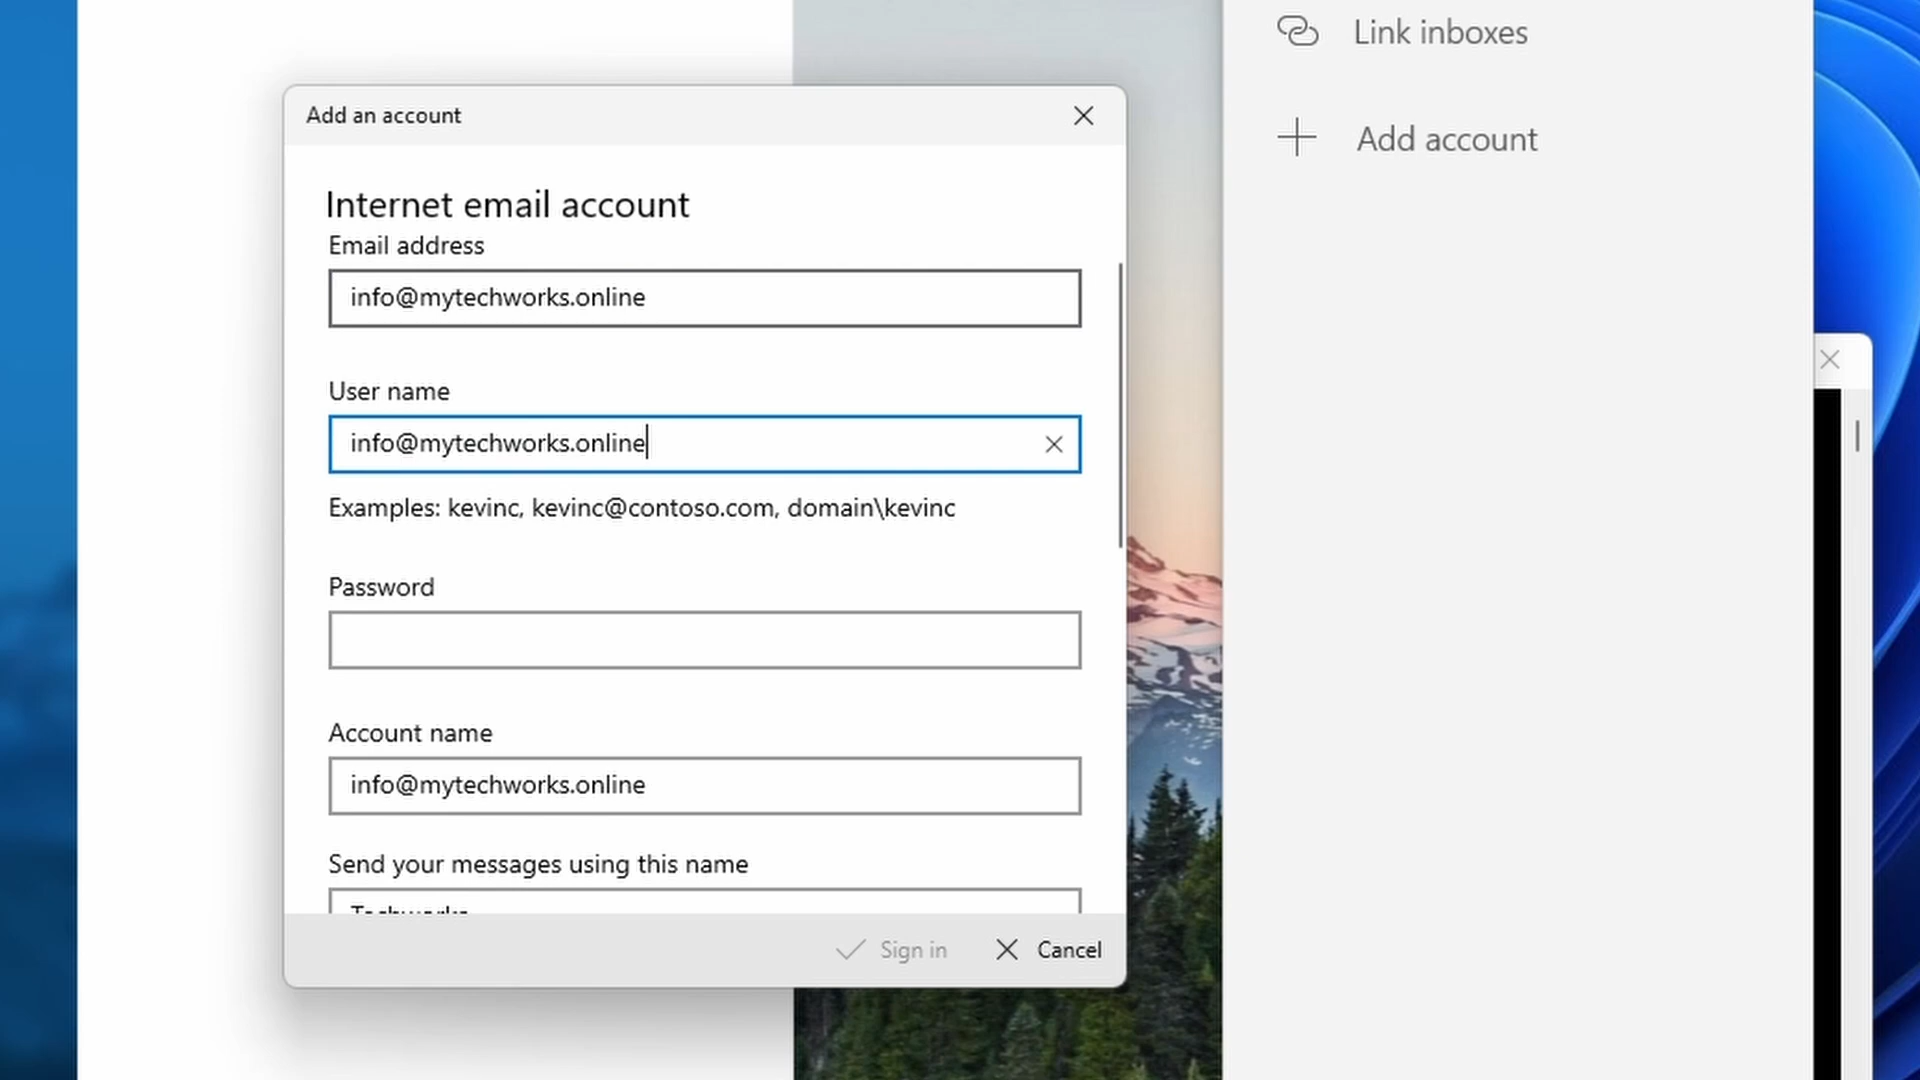 Link inboxes
Add account
Add an account
Internet email account
Email address
info@mytechworks.online
User name
info@mytechworks.online
Examples: kevinc, kevinc@contoso.com, domain\kevinc
Password
Account name
info@mytechworks.online
Send your messages using this name
Techworks
Sign in
Cancel